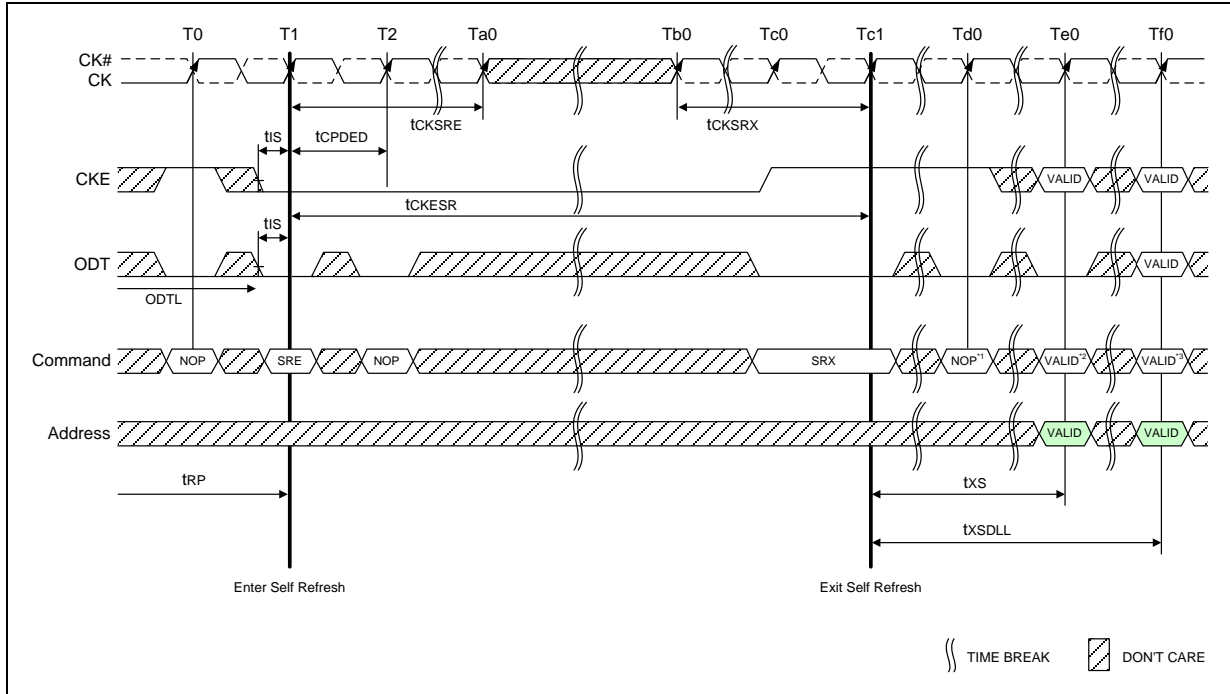 T0 T1 T2 Ta0 Tb0 Tc0 Tc1 Td0 Te0 Tf0
CK#
CK
tCKSRE tCKSRX
tIS tCPDED
CKE VALID VALID
tCKESR
tIS
ODT VALID
ODTL
Command NOP SRE NOP SRX NOP*1 VALID*2 VALID*3
Address VALID VALID
tRP tXS
tXSDLL
Enter Self Refresh Exit Self Refresh
TIME BREAK DON'T CARE